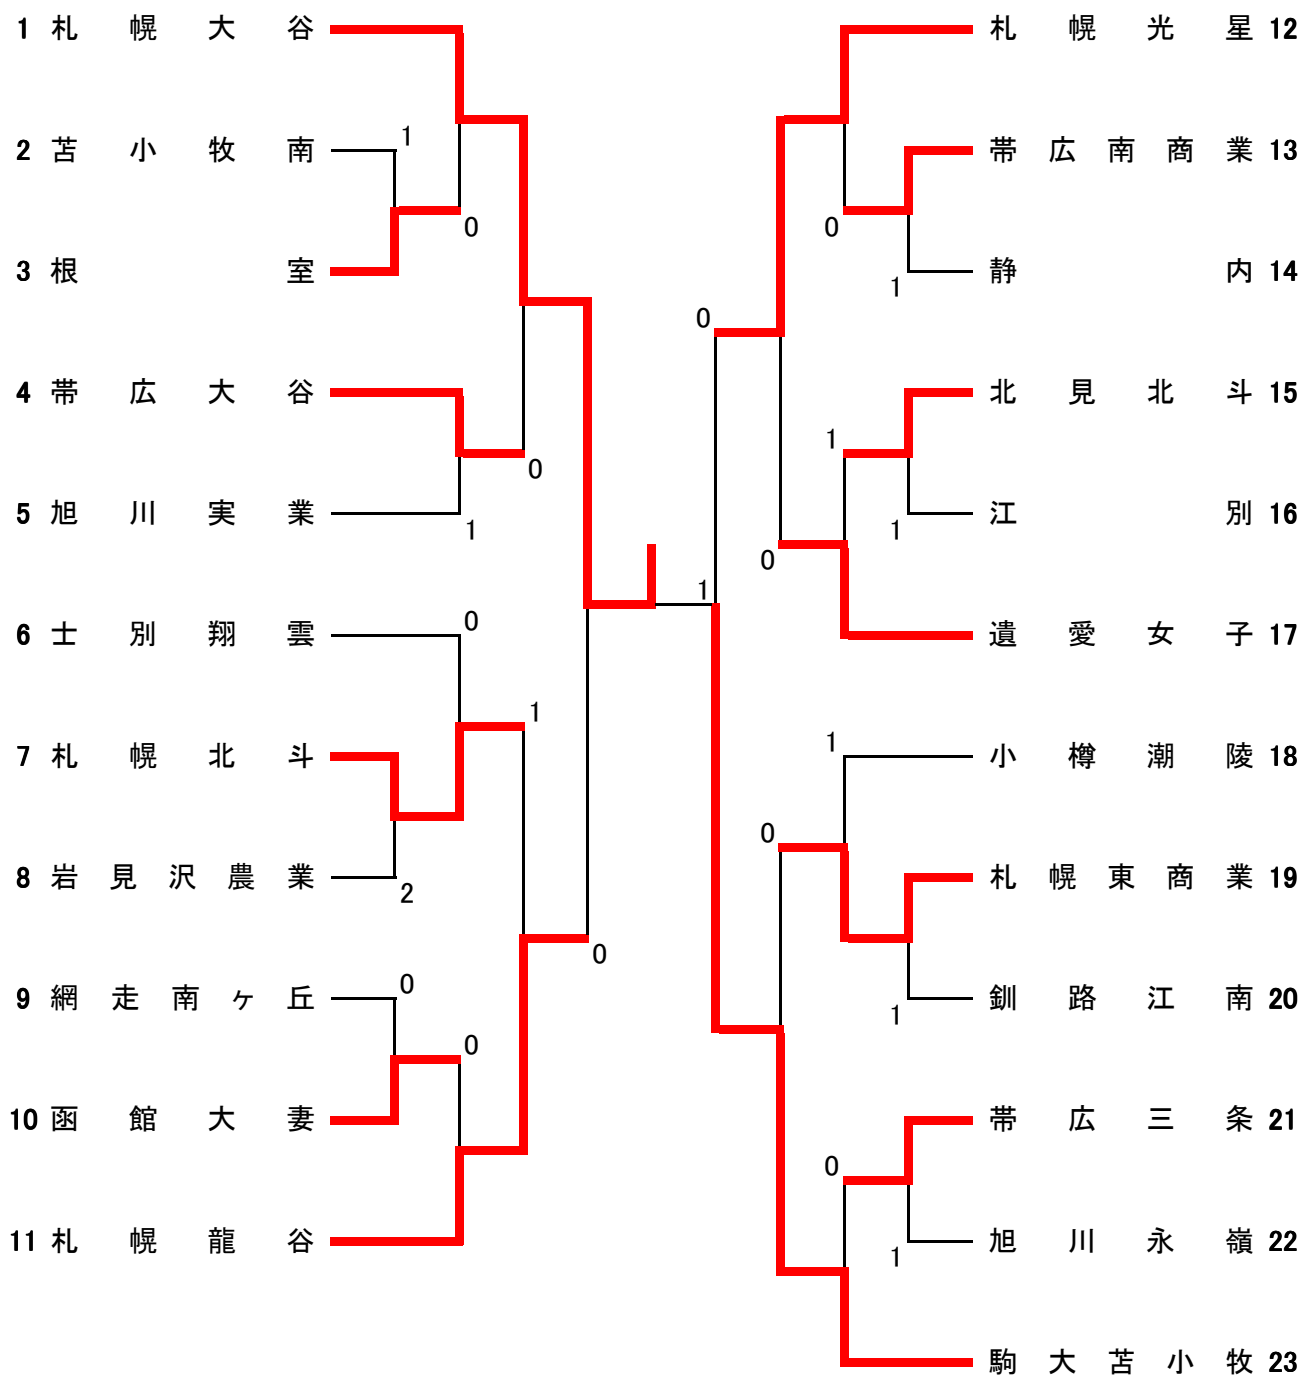 1 札幌大谷
2 苫小牧南
3 根室
4 帯広大谷
5 旭川実業
6 士別翔雲
7 札幌北斗
8 岩見沢農業
9 網走南ヶ丘
10 函館大妻
11 札幌龍谷
1
0
0
1
0
1
2
0
0
0
0
1
0
1
1
1
0
0
1
0
1
0
1
札幌光星 12
帯広南商業 13
静内 14
北見北斗 15
江別 16
遺愛女子 17
小樽潮陵 18
札幌東商業 19
釧路江南 20
帯広三条 21
旭川永嶺 22
駒大苫小牧 23